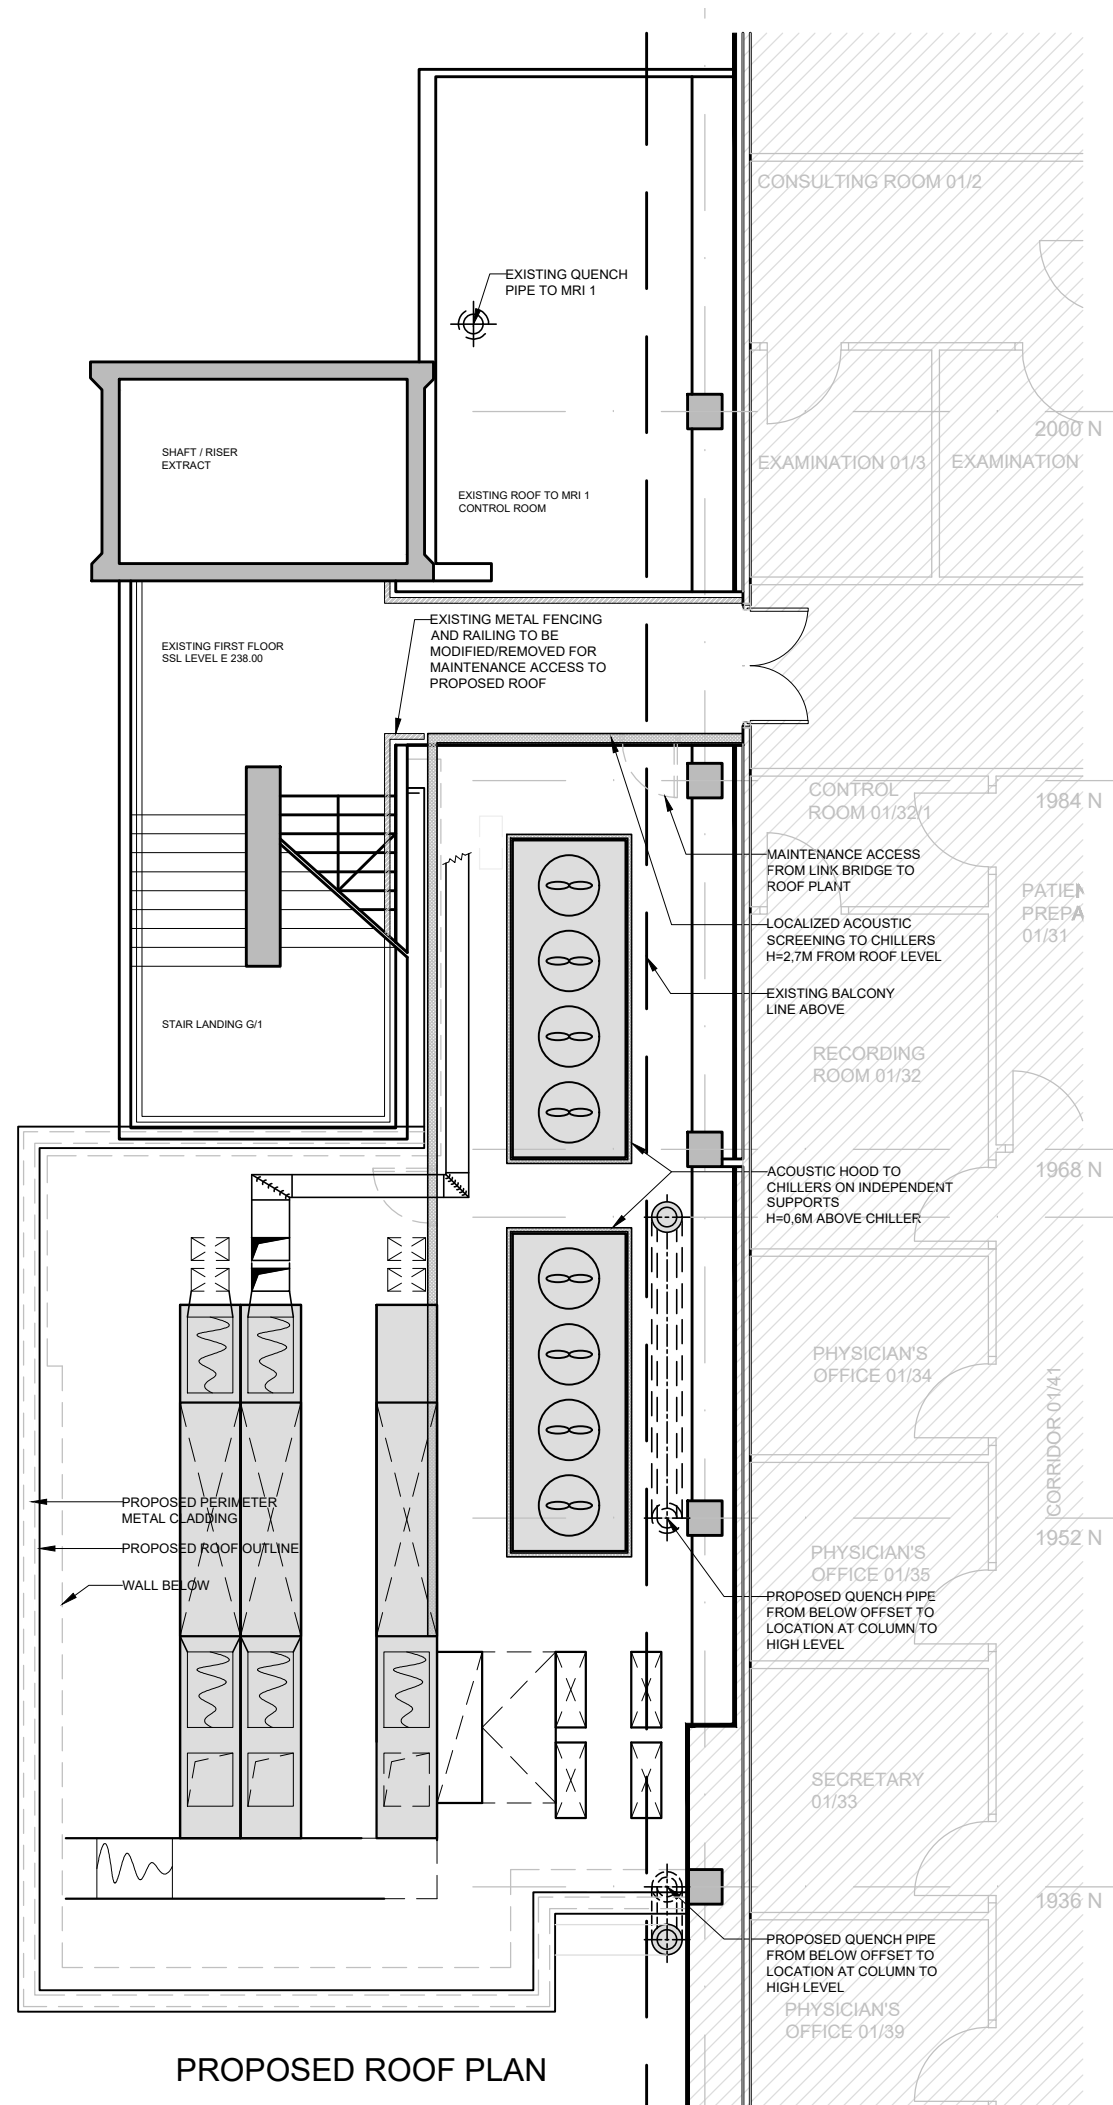 CONSULTING ROOM 01/2
EXISTING QUENCH
PIPE TO MRI 1
2000 N
SHAFT / RISER
EXTRACT
EXAMINATION 01/3
EXAMINATION
EXISTING ROOF TO MRI 1
CONTROL ROOM
EXISTING METAL FENCING
AND RAILING TO BE
MODIFIED/REMOVED FOR
MAINTENANCE ACCESS TO
PROPOSED ROOF
EXISTING FIRST FLOOR
SSL LEVEL E 238.00
CONTROL
ROOM 01/32/1
1984 N
MAINTENANCE ACCESS
FROM LINK BRIDGE TO
ROOF PLANT
PATIEN
PREPA
01/31
LOCALIZED ACOUSTIC
SCREENING TO CHILLERS
H=2,7M FROM ROOF LEVEL
EXISTING BALCONY
LINE ABOVE
STAIR LANDING G/1
RECORDING
ROOM 01/32
1968 N
ACOUSTIC HOOD TO
CHILLERS ON INDEPENDENT
SUPPORTS
H=0,6M ABOVE CHILLER
PHYSICIAN'S
OFFICE 01/34
CORRIDOR 01/41
PROPOSED PERIMETER
METAL CLADDING
PROPOSED ROOF OUTLINE
WALL BELOW
1952 N
PHYSICIAN'S
OFFICE 01/35
PROPOSED QUENCH PIPE
FROM BELOW OFFSET TO
LOCATION AT COLUMN TO
HIGH LEVEL
SECRETARY
01/33
1936 N
PROPOSED QUENCH PIPE
FROM BELOW OFFSET TO
LOCATION AT COLUMN TO
HIGH LEVEL
PHYSICIAN'S
OFFICE 01/39
PROPOSED ROOF PLAN